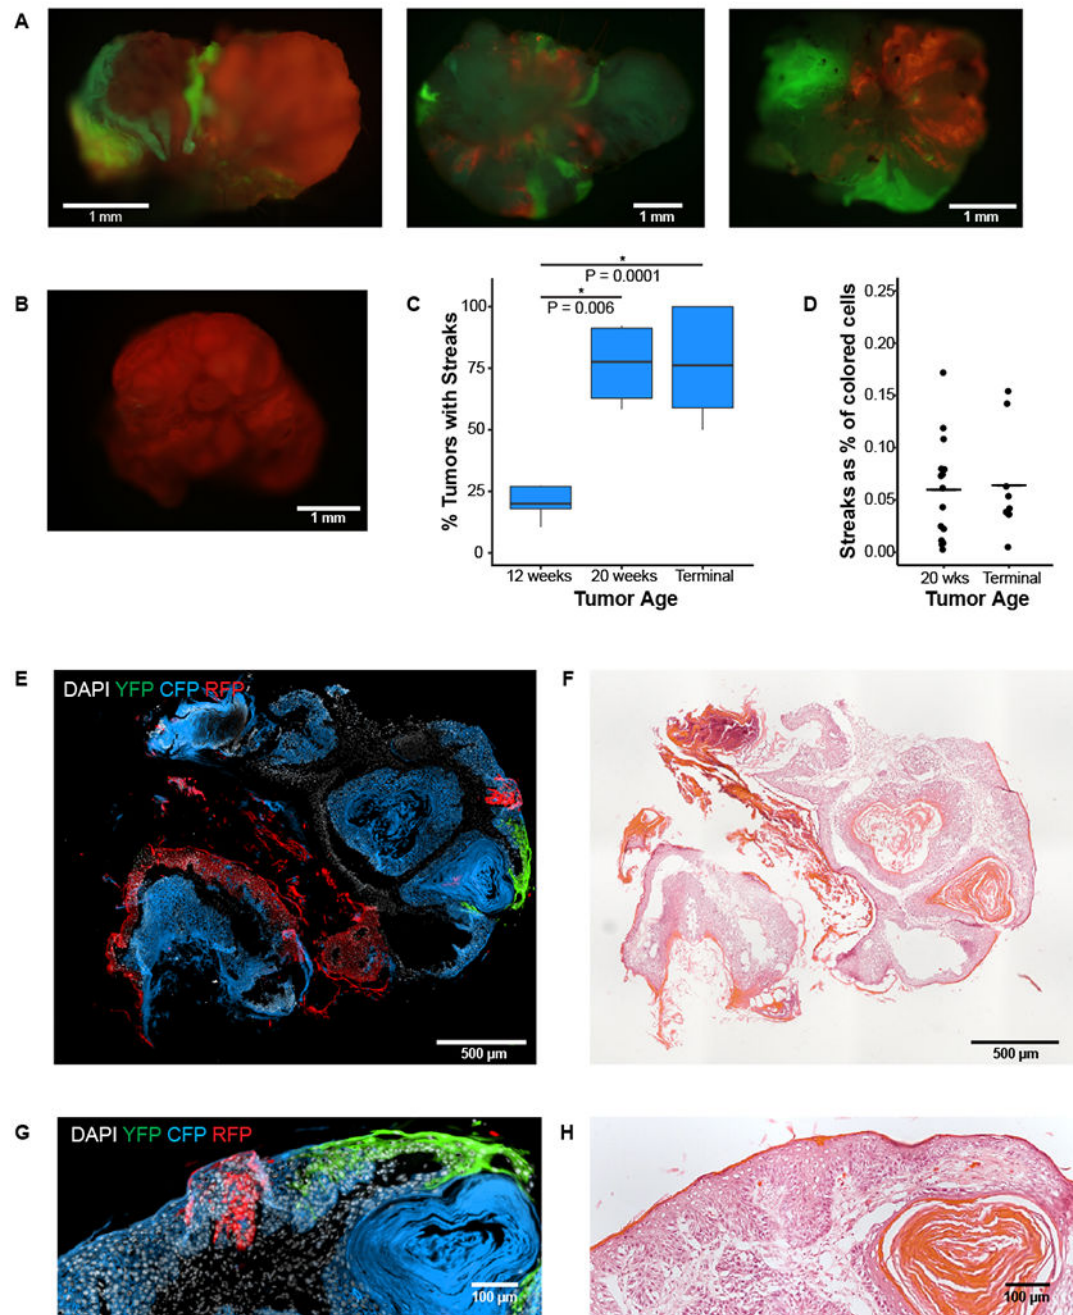 A
1 mm
1 mm
1 mm
B
1 mm
C
*
P = 0.0001
*
P = 0.006
% Tumors with Streaks
100
75
50
25
0
12 weeks
20 weeks
Terminal
Tumor Age
D
Streaks as % of colored cells
0.25
0.20
0.15
0.10
0.05
0.00
20 wks
Terminal
Tumor Age
E
DAPI YFP CFP RFP
500 µm
F
500 µm
G
DAPI YFP CFP RFP
100 µm
H
100 µm